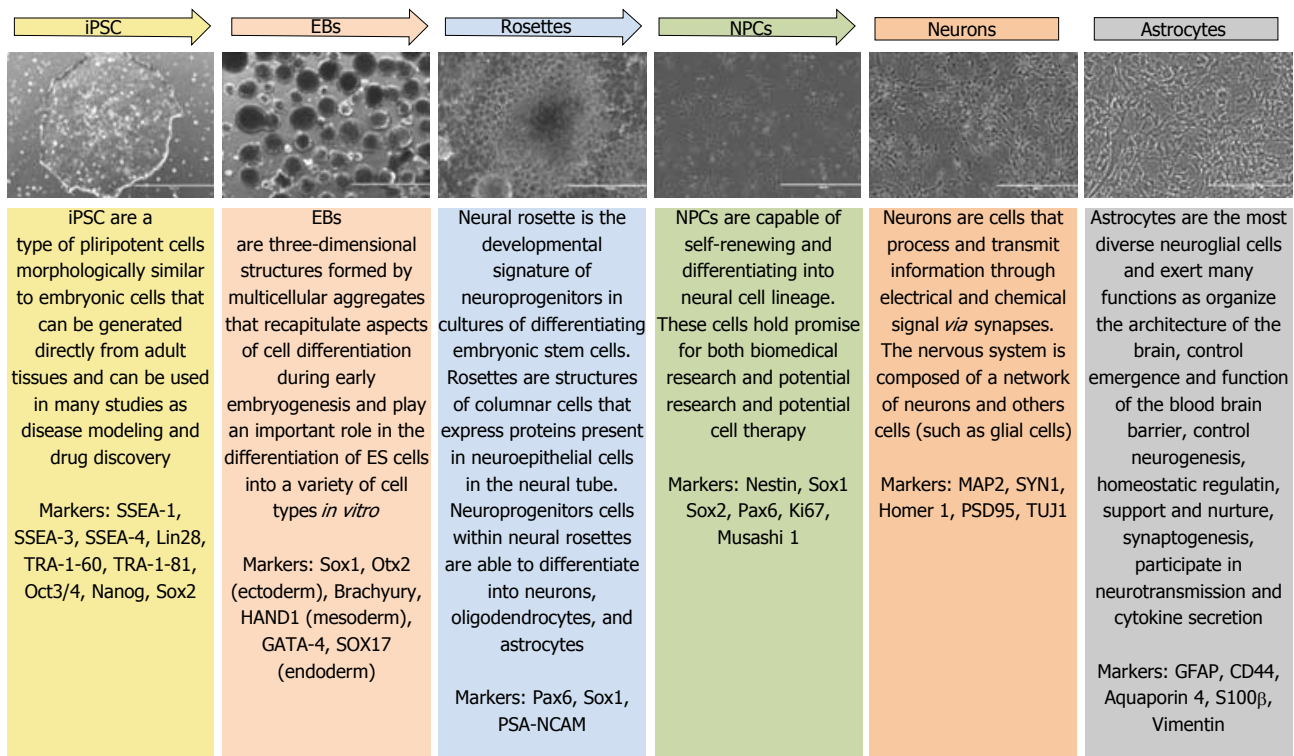 iPSC
EBs
Rosettes
NPCs
Neurons
Astrocytes
iPSC are a
type of pliripotent cells
morphologically similar
to embryonic cells that
can be generated
directly from adult
tissues and can be used
in many studies as
disease modeling and
drug discovery
Markers: SSEA-1,
SSEA-3, SSEA-4, Lin28,
TRA-1-60, TRA-1-81,
Oct3/4, Nanog, Sox2
EBs
are three-dimensional
structures formed by
multicellular aggregates
that recapitulate aspects
of cell differentiation
during early
embryogenesis and play
an important role in the
differentiation of ES cells
into a variety of cell
types in vitro
Markers: Sox1, Otx2
(ectoderm), Brachyury,
HAND1 (mesoderm),
GATA-4, SOX17
(endoderm)
Neural rosette is the
developmental
signature of
neuroprogenitors in
cultures of differentiating
embryonic stem cells.
Rosettes are structures
of columnar cells that
express proteins present
in neuroepithelial cells
in the neural tube.
Neuroprogenitors cells
within neural rosettes
are able to differentiate
into neurons,
oligodendrocytes, and
astrocytes
Markers: Pax6, Sox1,
PSA-NCAM
NPCs are capable of
self-renewing and
differentiating into
neural cell lineage.
These cells hold promise
for both biomedical
research and potential
research and potential
cell therapy
Markers: Nestin, Sox1
Sox2, Pax6, Ki67,
Musashi 1
Neurons are cells that
process and transmit
information through
electrical and chemical
signal via synapses.
The nervous system is
composed of a network
of neurons and others
cells (such as glial cells)
Markers: MAP2, SYN1,
Homer 1, PSD95, TUJ1
Astrocytes are the most
diverse neuroglial cells
and exert many
functions as organize
the architecture of the
brain, control
emergence and function
of the blood brain
barrier, control
neurogenesis,
homeostatic regulatin,
support and nurture,
synaptogenesis,
participate in
neurotransmission and
cytokine secretion
Markers: GFAP, CD44,
Aquaporin 4, S100β,
Vimentin